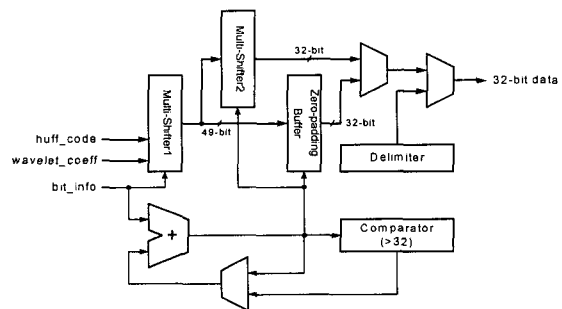 Multi-Shifter2
32-bit
Multi-Shifter1
Zero-padding
Buffer
32-bit data
49-bit
32-bit
huff_code
wavelet_coeff
Delimiter
bit_info
+
Comparator
(>32)